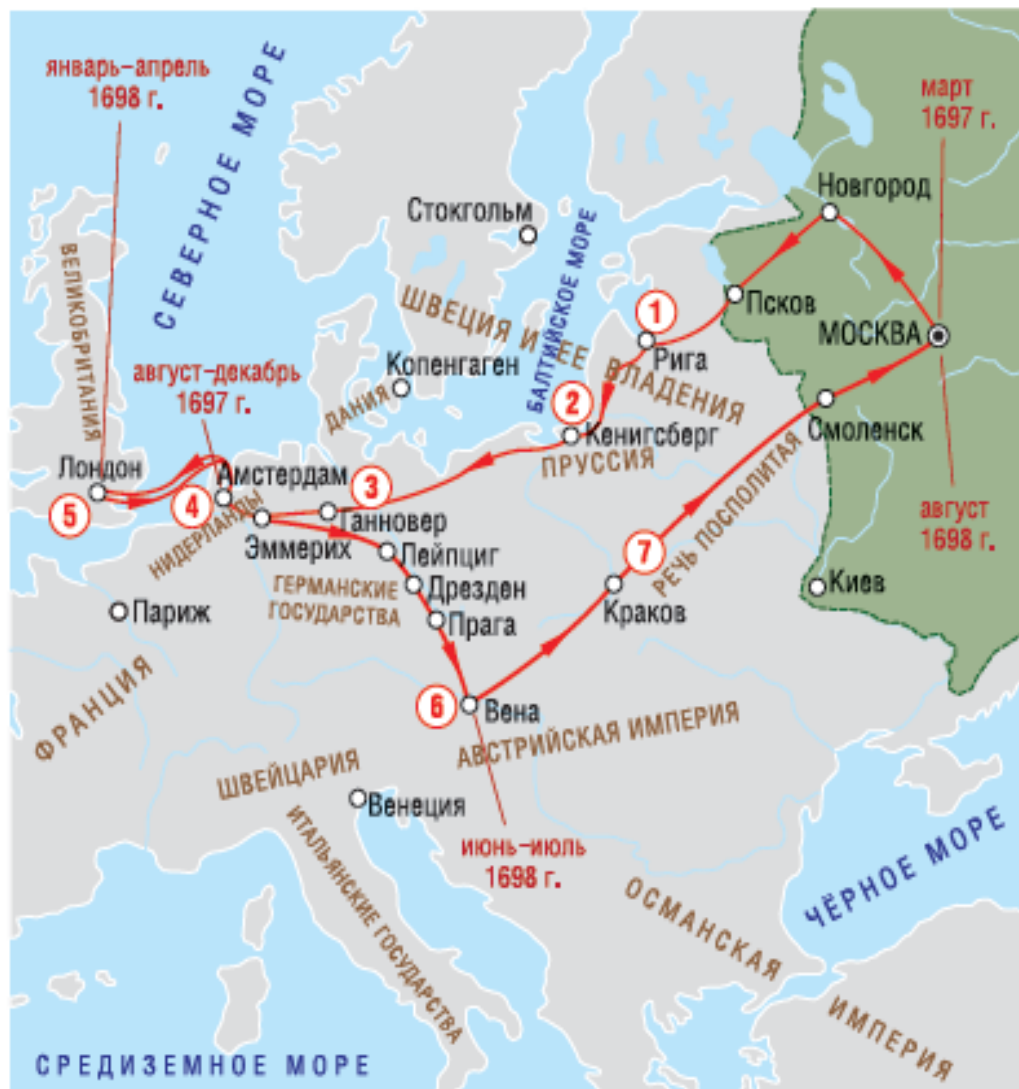 январь–апрель
1698 г.
СЕВЕРНОЕ МОРЕ
март
1697 г.
Новгород
Стокгольм
ВЕЛИКОБРИТАНИЯ
БАЛТИЙСКОЕ МОРЕ
Псков
ШВЕЦИЯ И ЕЕ ВЛАДЕНИЯ
1
МОСКВА
Рига
Копенгаген
август–декабрь
1697 г.
ДАНИЯ
2
Кенигсберг
ПРУССИЯ
Смоленск
Лондон
5
4
Амстердам
3
Ганновер
НИДЕРЛАНДЫ
Эммерих
РЕЧЬ ПОСПОЛИТАЯ
август
1698 г.
Лейпциг
7
ГЕРМАНСКИЕ
ГОСУДАРСТВА
Дрезден
Краков
Киев
Париж
Прага
6
Вена
ФРАНЦИЯ
АВСТРИЙСКАЯ ИМПЕРИЯ
ШВЕЙЦАРИЯ
Венеция
ИТАЛЬЯНСКИЕ ГОСУДАРСТВА
июнь–июль
1698 г.
ЧЁРНОЕ МОРЕ
ОСМАНСКАЯ
ИМПЕРИЯ
СРЕДИЗЕМНОЕ МОРЕ